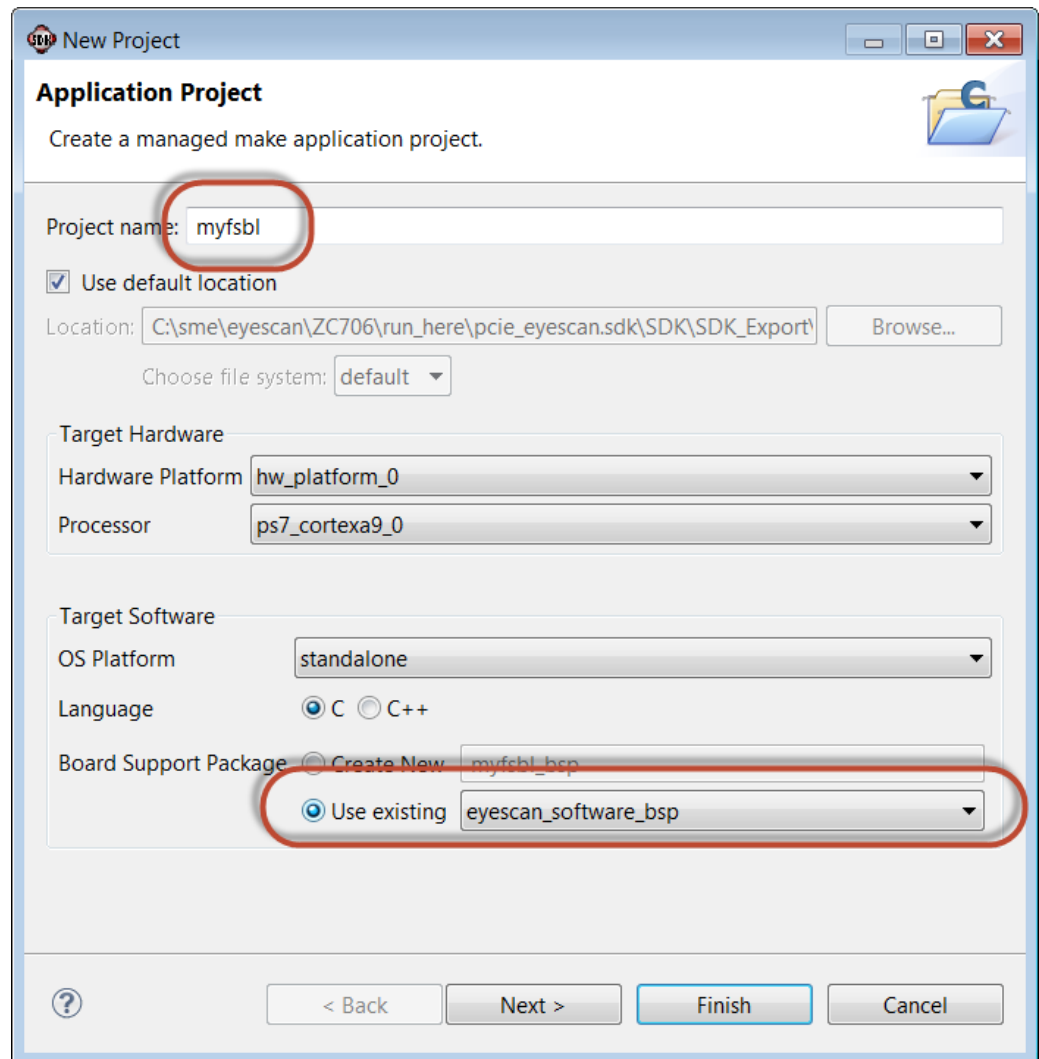 SDK New Project
Application Project
C
Create a managed make application project.
Project name: myfsbl
Use default location
Location: C:\sme\eyescan\ZC706\run_here\pcie_eyescan.sdk\SDK\SDK_Export\ Browse...
Choose file system: default
Target Hardware
Hardware Platform hw_platform_0
Processor ps7_cortexa9_0
Target Software
OS Platform standalone
Language C C++
Board Support Package Create New myfsbl_bsp
Use existing eyescan_software_bsp
? < Back Next > Finish Cancel